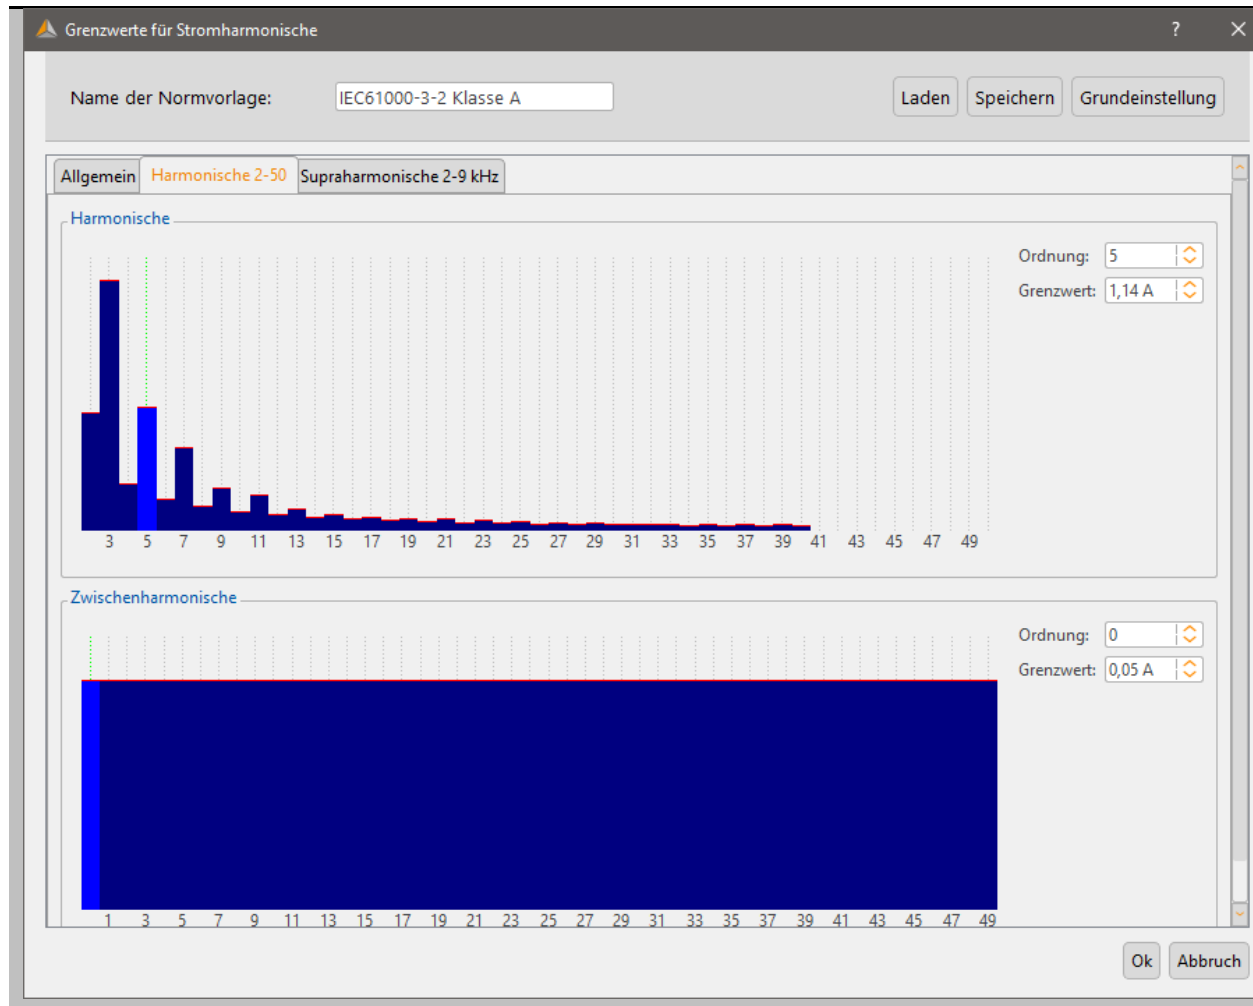 Grenzwerte für Stromharmonische ?
Name der Normvorlage: IEC61000-3-2 Klasse A Laden Speichern Grundeinstellung
Allgemein Harmonische 2-50 Supraharmonische 2-9 kHz
Harmonische
Ordnung: 5
Grenzwert: 1,14 A
3 5 7 9 11 13 15 17 19 21 23 25 27 29 31 33 35 37 39 41 43 45 47 49
Zwischenharmonische
Ordnung: 0
Grenzwert: 0,05 A
1 3 5 7 9 11 13 15 17 19 21 23 25 27 29 31 33 35 37 39 41 43 45 47 49
Ok Abbruch